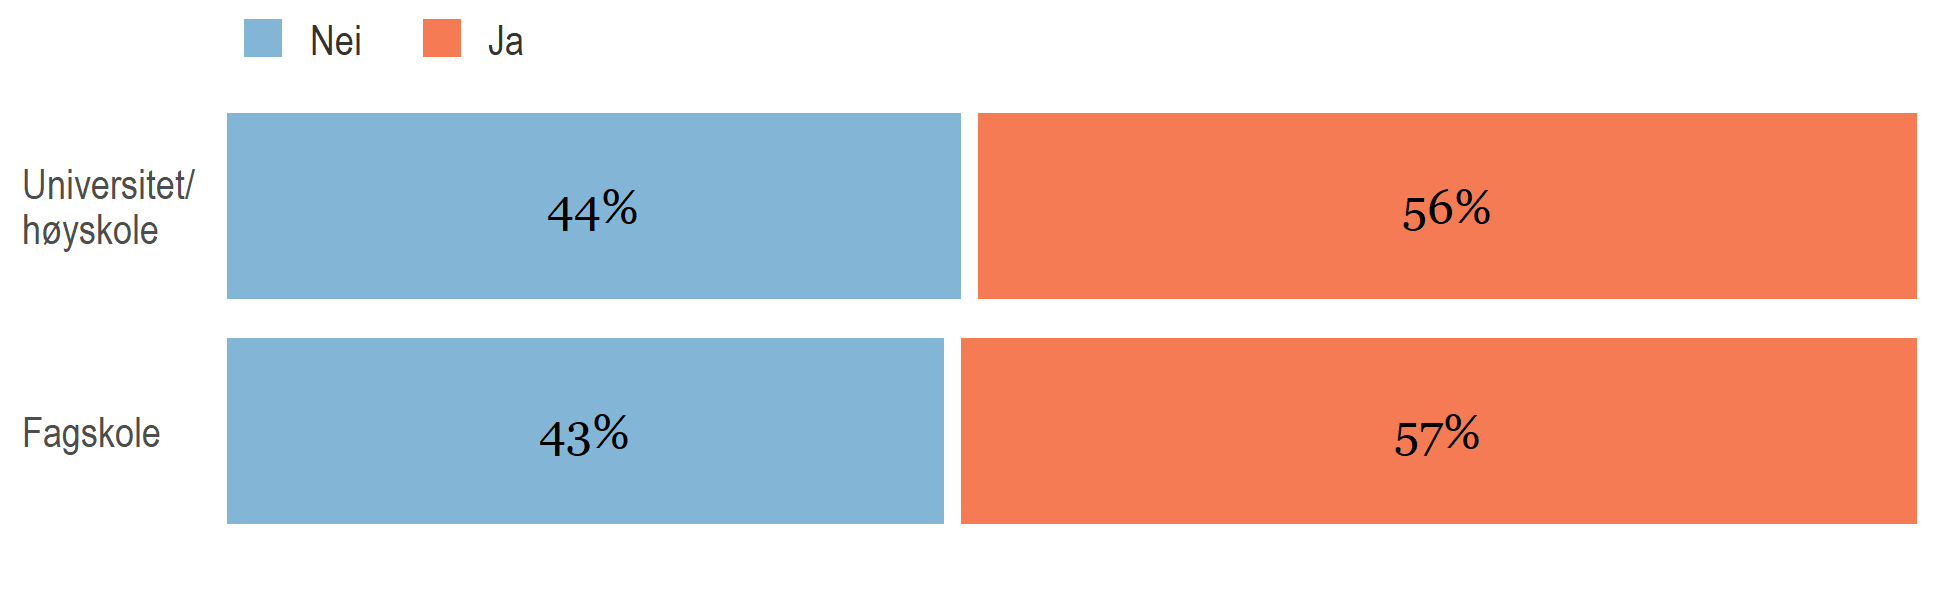 Nei Ja
Universitet/
høyskole
44% 56%
Fagskole
43% 57%